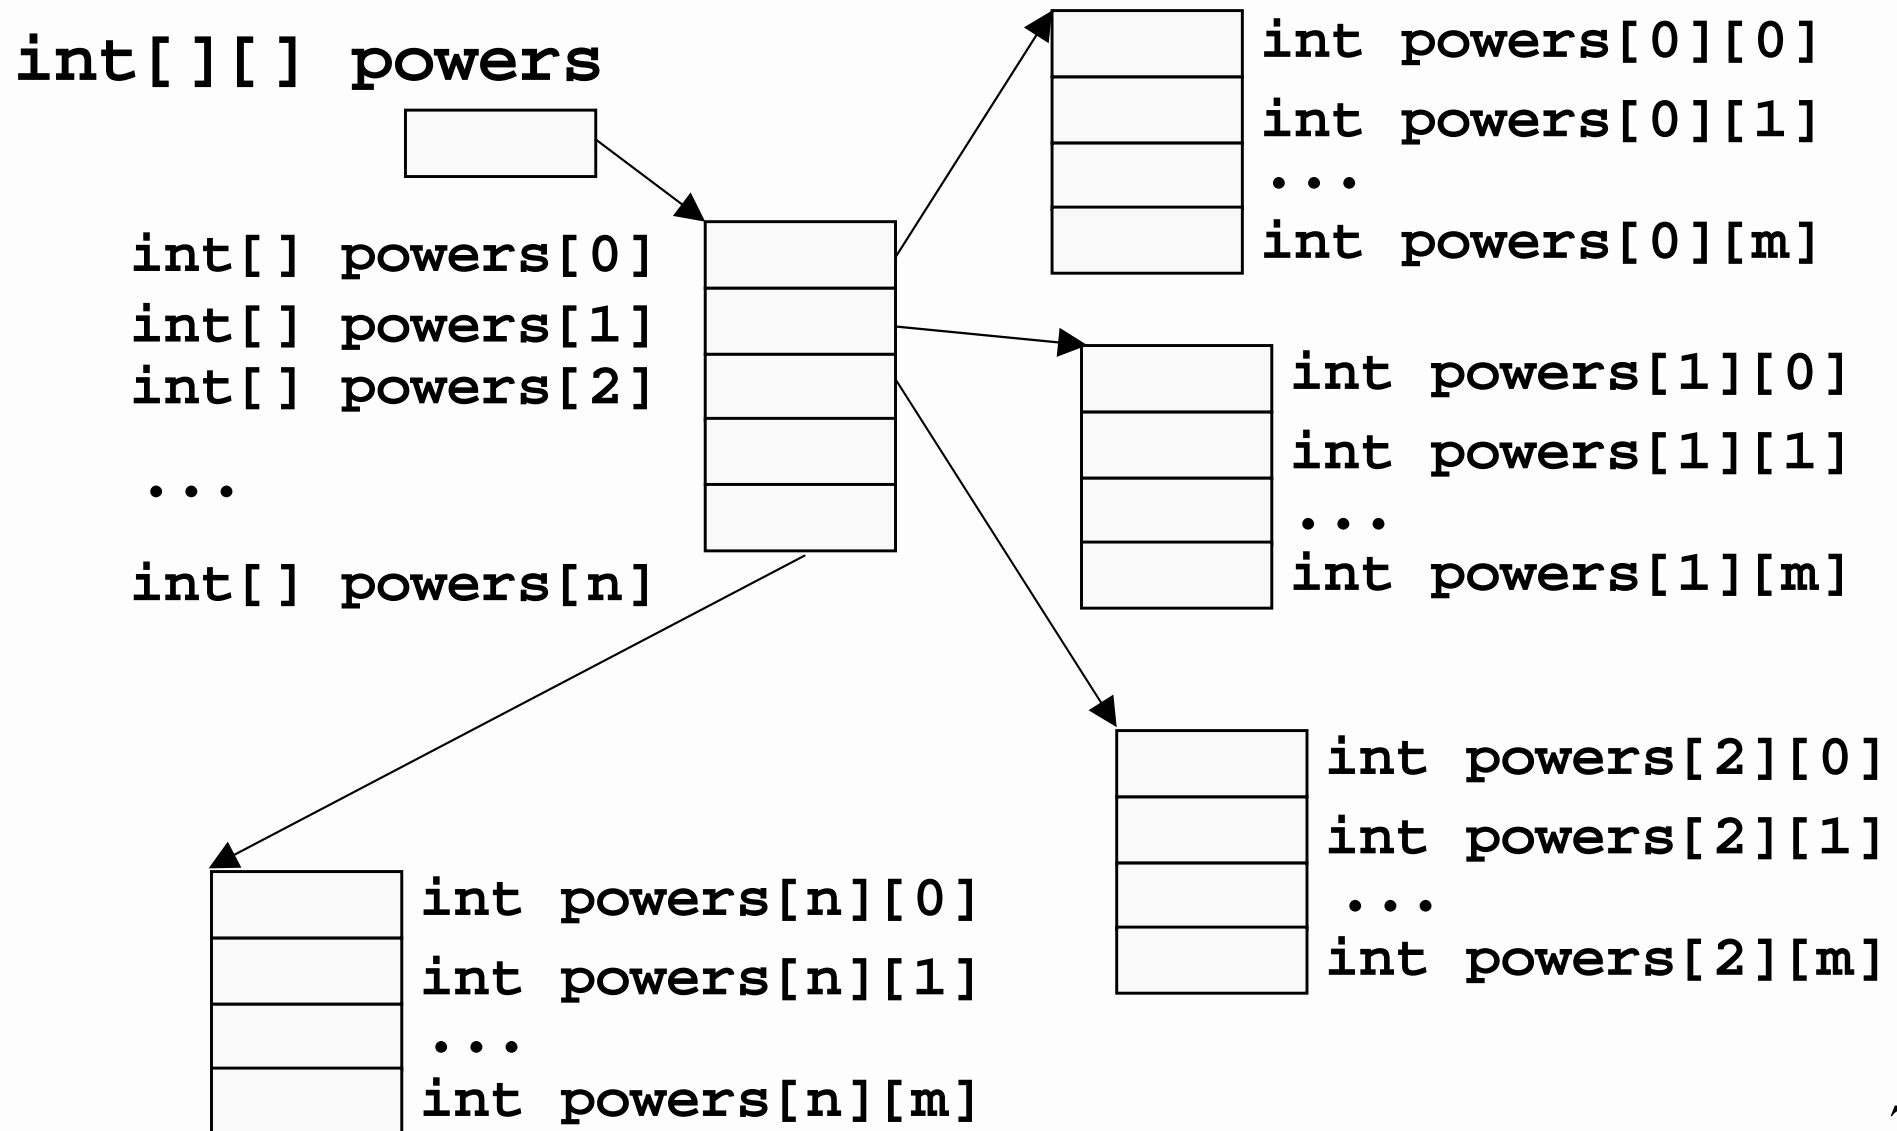 int[][] powers
int[] powers[0]
int[] powers[1]
int[] powers[2]
...
int[] powers[n]
int powers[0][0]
int powers[0][1]
...
int powers[0][m]
int powers[1][0]
int powers[1][1]
...
int powers[1][m]
int powers[2][0]
int powers[2][1]
...
int powers[2][m]
int powers[n][0]
int powers[n][1]
...
int powers[n][m]